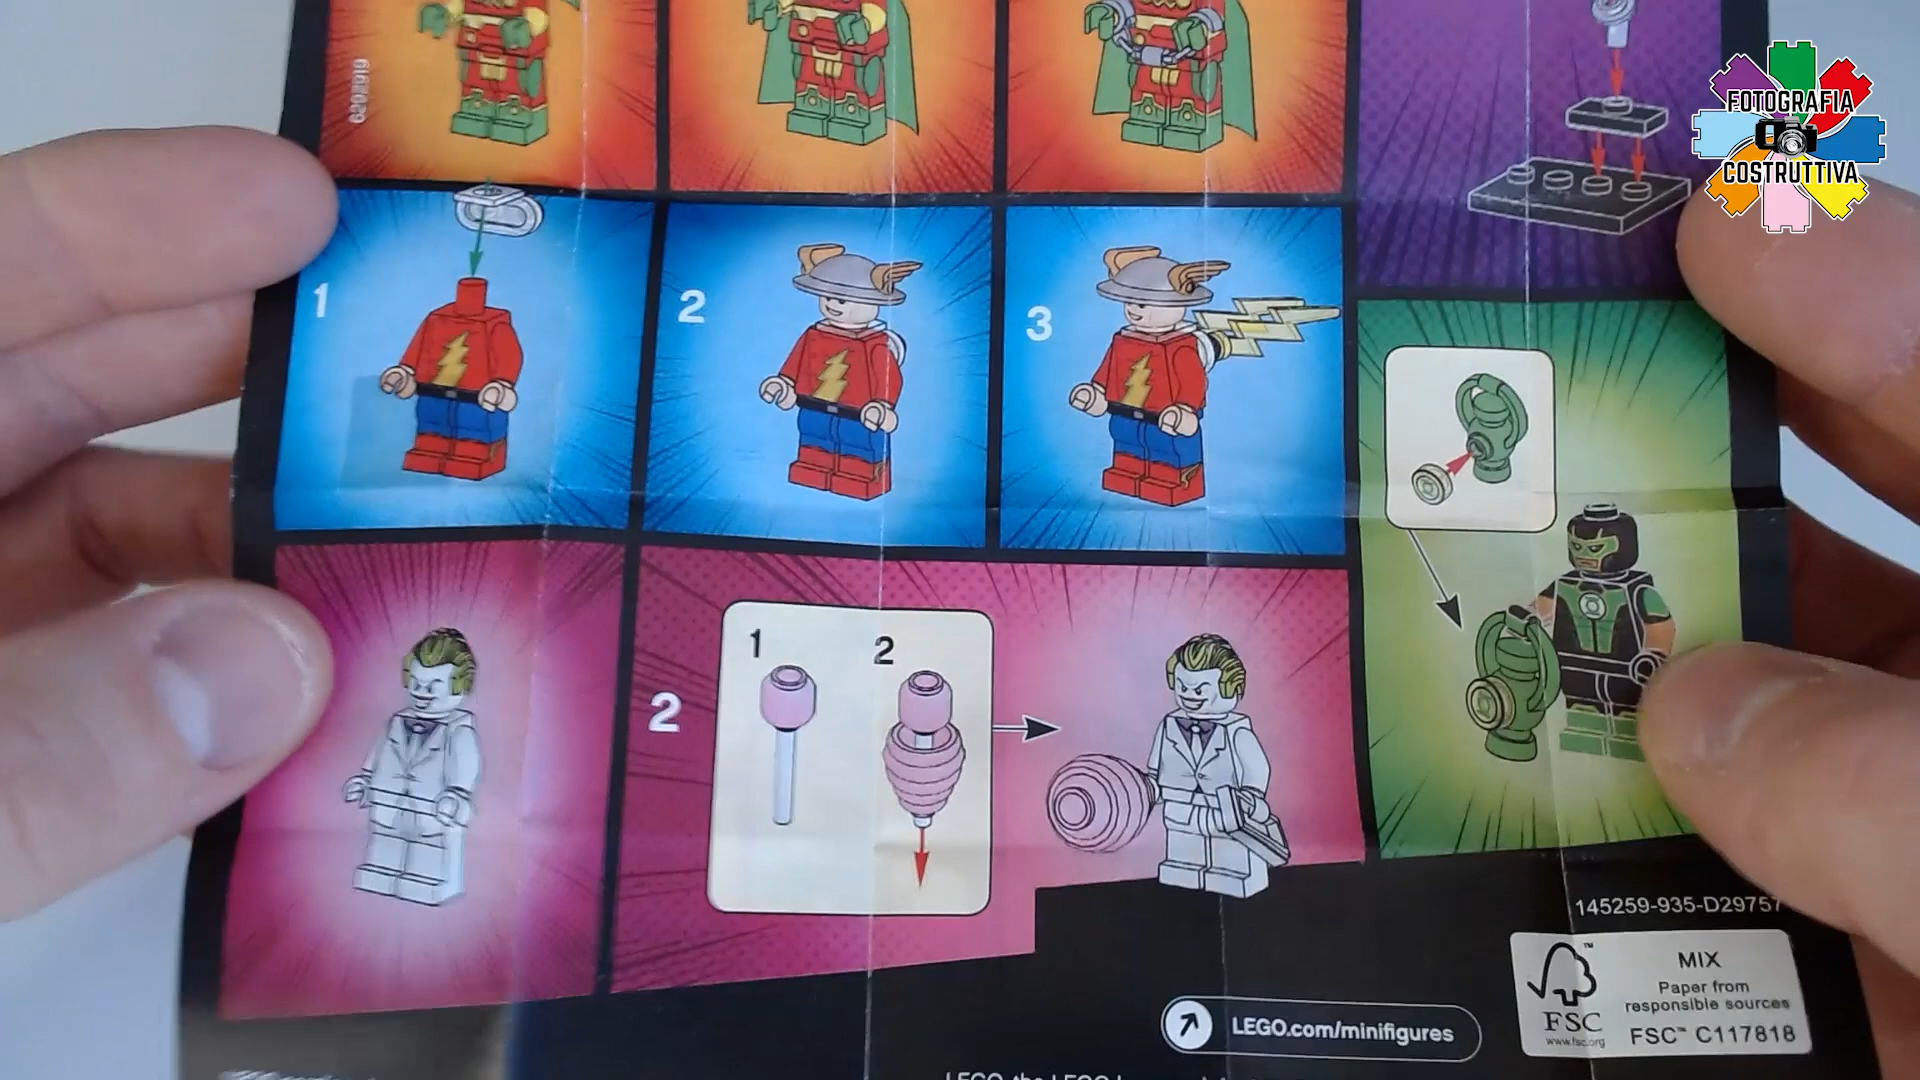 FOTOGRAFIA
COSTRUTTIVA
1
2
3
2
1
2
145259-935-D29757
MIX
Paper from
responsible sources
FSC™ C117818
FSC
www.fsc.org
LEGO.com/minifigures